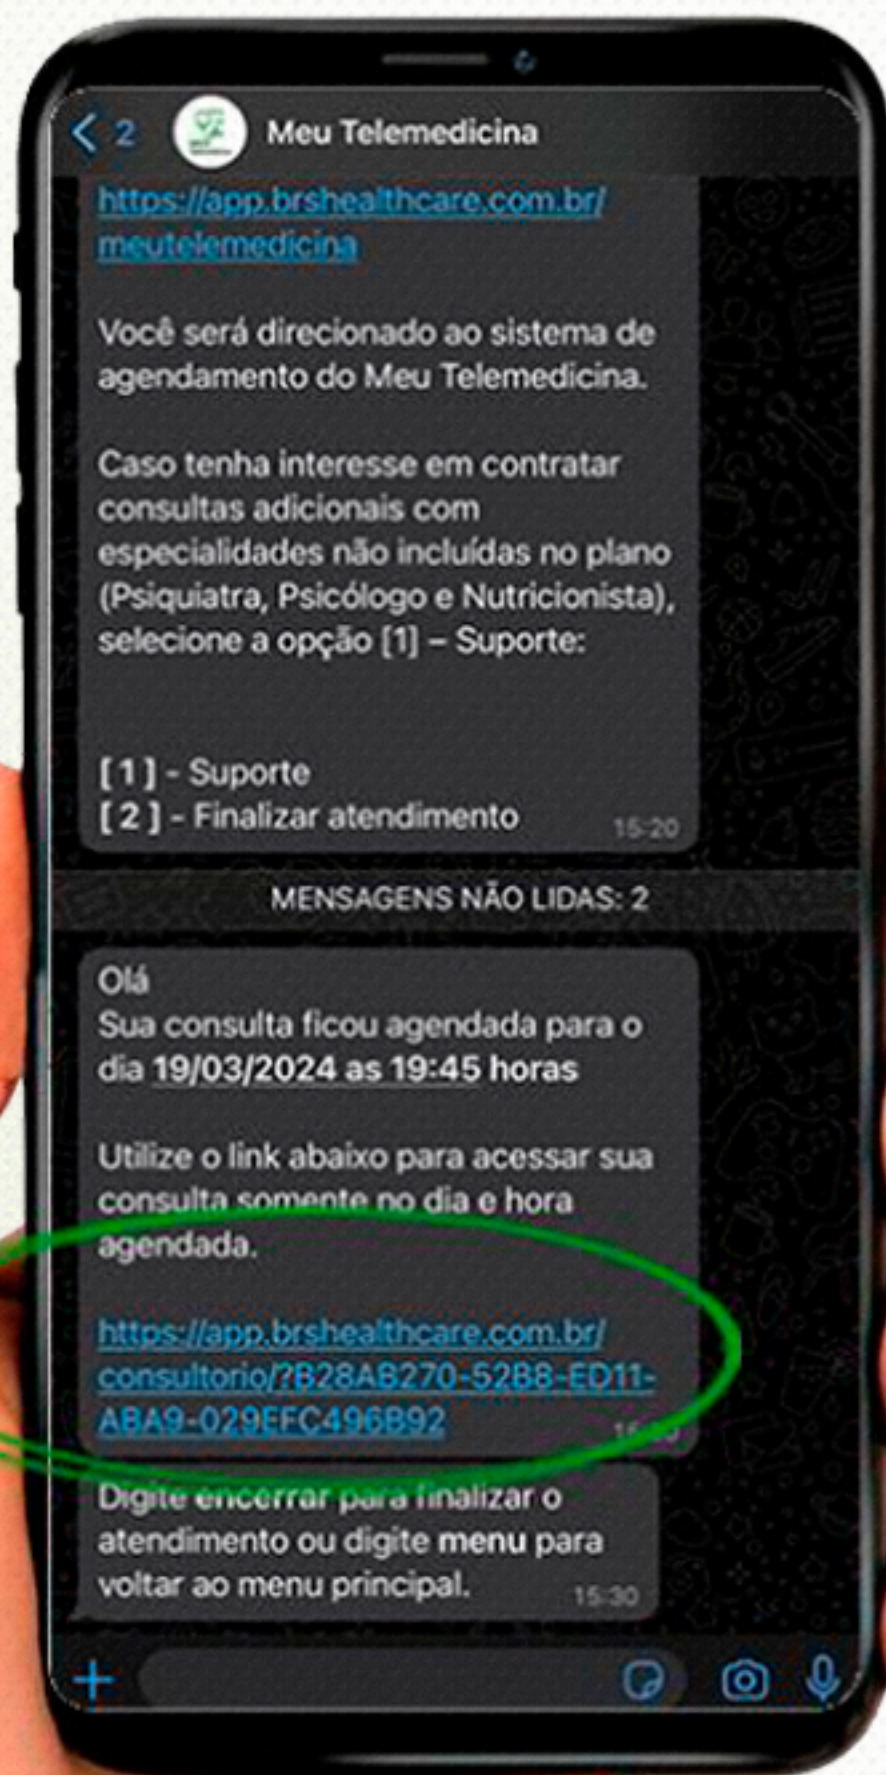 2
Meu Telemedicina
https://app.brshealthcare.com.br/
meutelemedicina
Você será direcionado ao sistema de
agendamento do Meu Telemedicina.
Caso tenha interesse em contratar
consultas adicionais com
especialidades não incluídas no plano
(Psiquiatra, Psicólogo e Nutricionista),
selecione a opção [1] – Suporte:
[ 1 ] - Suporte
[ 2 ] - Finalizar atendimento
15:20
MENSAGENS NÃO LIDAS: 2
Olá
Sua consulta ficou agendada para o
dia 19/03/2024 as 19:45 horas
Utilize o link abaixo para acessar sua
consulta somente no dia e hora
agendada.
https://app.brshealthcare.com.br/
consultorio/?B28AB270-52B8-ED11-
ABA9-029EFC496B92
Digite encerrar para finalizar o
atendimento ou digite menu para
voltar ao menu principal.
15:30